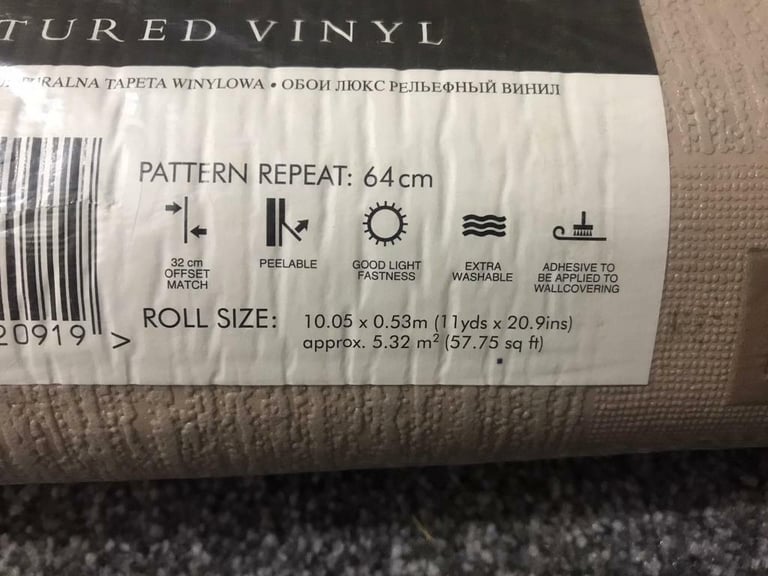 TURED VINYL
TAPETA WINYLOWA • ОБОИ ЛЮКС РЕЛЬЕФНЫЙ ВИНИЛ
PATTERN REPEAT: 64cm
32 cm
OFFSET
MATCH
PEELABLE
GOOD LIGHT
FASTNESS
EXTRA
WASHABLE
ADHESIVE TO
BE APPLIED TO
WALLCOVERING
20919 >
ROLL SIZE: 10.05 x 0.53m (11yds x 20.9ins)
approx. 5.32 m² (57.75 sq ft)